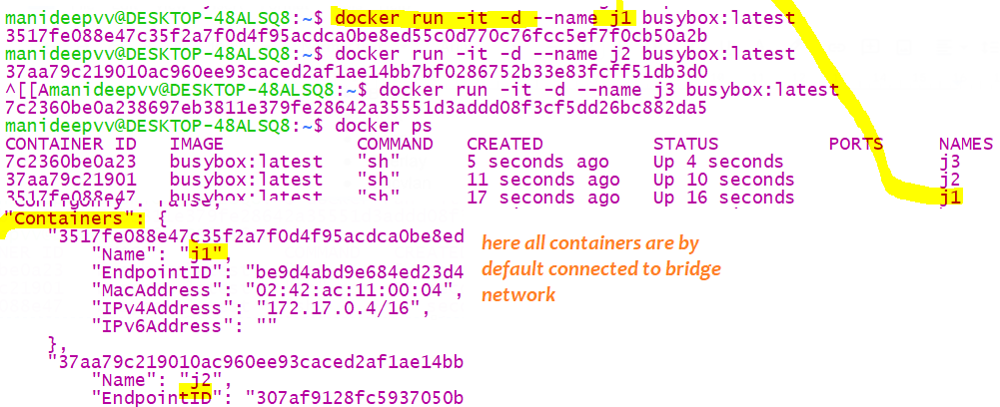 manideepvv@DESKTOP-48ALSQ8:~$ docker run -it -d --name j1 busybox:latest
3517fe088e47c35f2a7f0d4f95acdca0be8ed55c0d770c76fcc5ef7f0cb50a2b
manideepvv@DESKTOP-48ALSQ8:~$ docker run -it -d --name j2 busybox:latest
37aa79c219010ac960ee93caced2af1ae14bb7bf0286752b33e83fcff51db3d0
^[[Amanideepvv@DESKTOP-48ALSQ8:~$ docker run -it -d --name j3 busybox:latest
7c2360be0a238697eb3811e379fe28642a35551d3addd08f3cf5dd26bc882da5
manideepvv@DESKTOP-48ALSQ8:~$ docker ps
CONTAINER ID   IMAGE            COMMAND   CREATED          STATUS          PORTS     NAMES
7c2360be0a23   busybox:latest   "sh"      5 seconds ago    Up 4 seconds              j3
37aa79c21901   busybox:latest   "sh"      11 seconds ago   Up 10 seconds             j2
3517fe088e47   busybox:latest   "sh"      17 seconds ago   Up 16 seconds             j1
"Containers": {
"3517fe088e47c35f2a7f0d4f95acdca0be8ed
"Name": "j1",
"EndpointID": "be9d4abd9e684ed23d4
"MacAddress": "02:42:ac:11:00:04",
"IPv4Address": "172.17.0.4/16",
"IPv6Address": ""
},
"37aa79c219010ac960ee93caced2af1ae14bb
"Name": "j2",
"EndpointID": "307af9128fc5937050b
here all containers are by
default connected to bridge
network